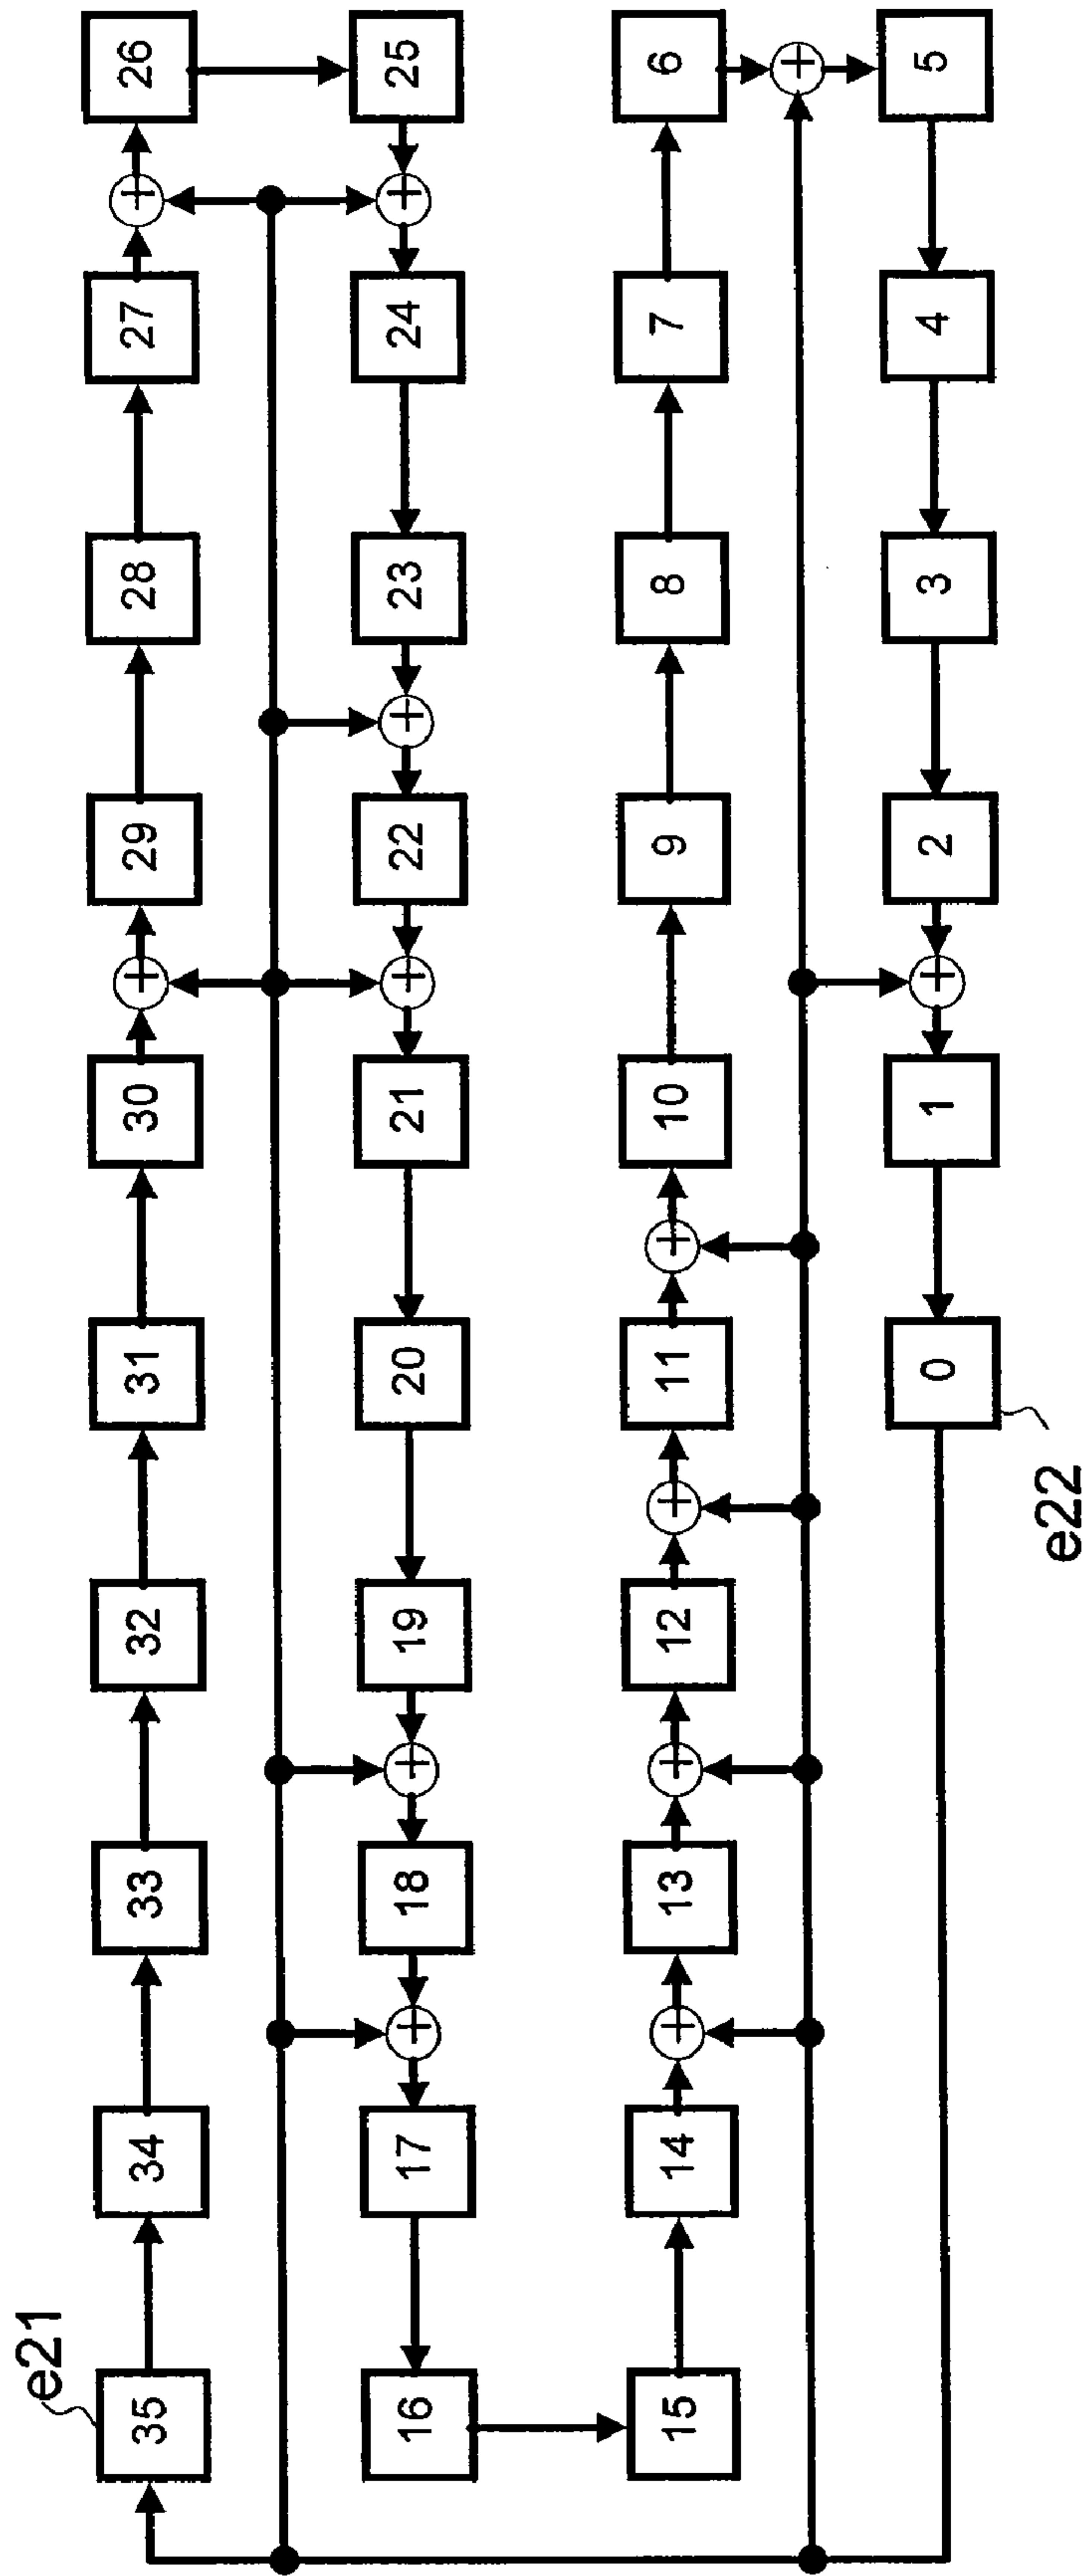 e21
35 34 33 32 31 30 + 29 28 27 + 26
16 17 + 18 + 19 20 21 + 22 + 23 24 + 25
15 14 + 13 + 12 + 11 + 10 9 8 7 6
+
0 1 + 2 3 4 5
e22